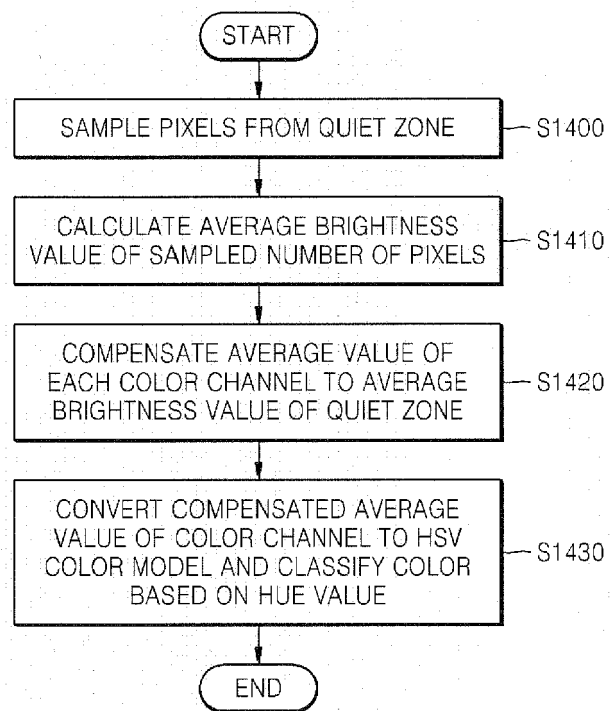 START
SAMPLE PIXELS FROM QUIET ZONE
S1400
CALCULATE AVERAGE BRIGHTNESS
VALUE OF SAMPLED NUMBER OF PIXELS
S1410
COMPENSATE AVERAGE VALUE OF
EACH COLOR CHANNEL TO AVERAGE
BRIGHTNESS VALUE OF QUIET ZONE
S1420
CONVERT COMPENSATED AVERAGE
VALUE OF COLOR CHANNEL TO HSV
COLOR MODEL AND CLASSIFY COLOR
BASED ON HUE VALUE
S1430
END